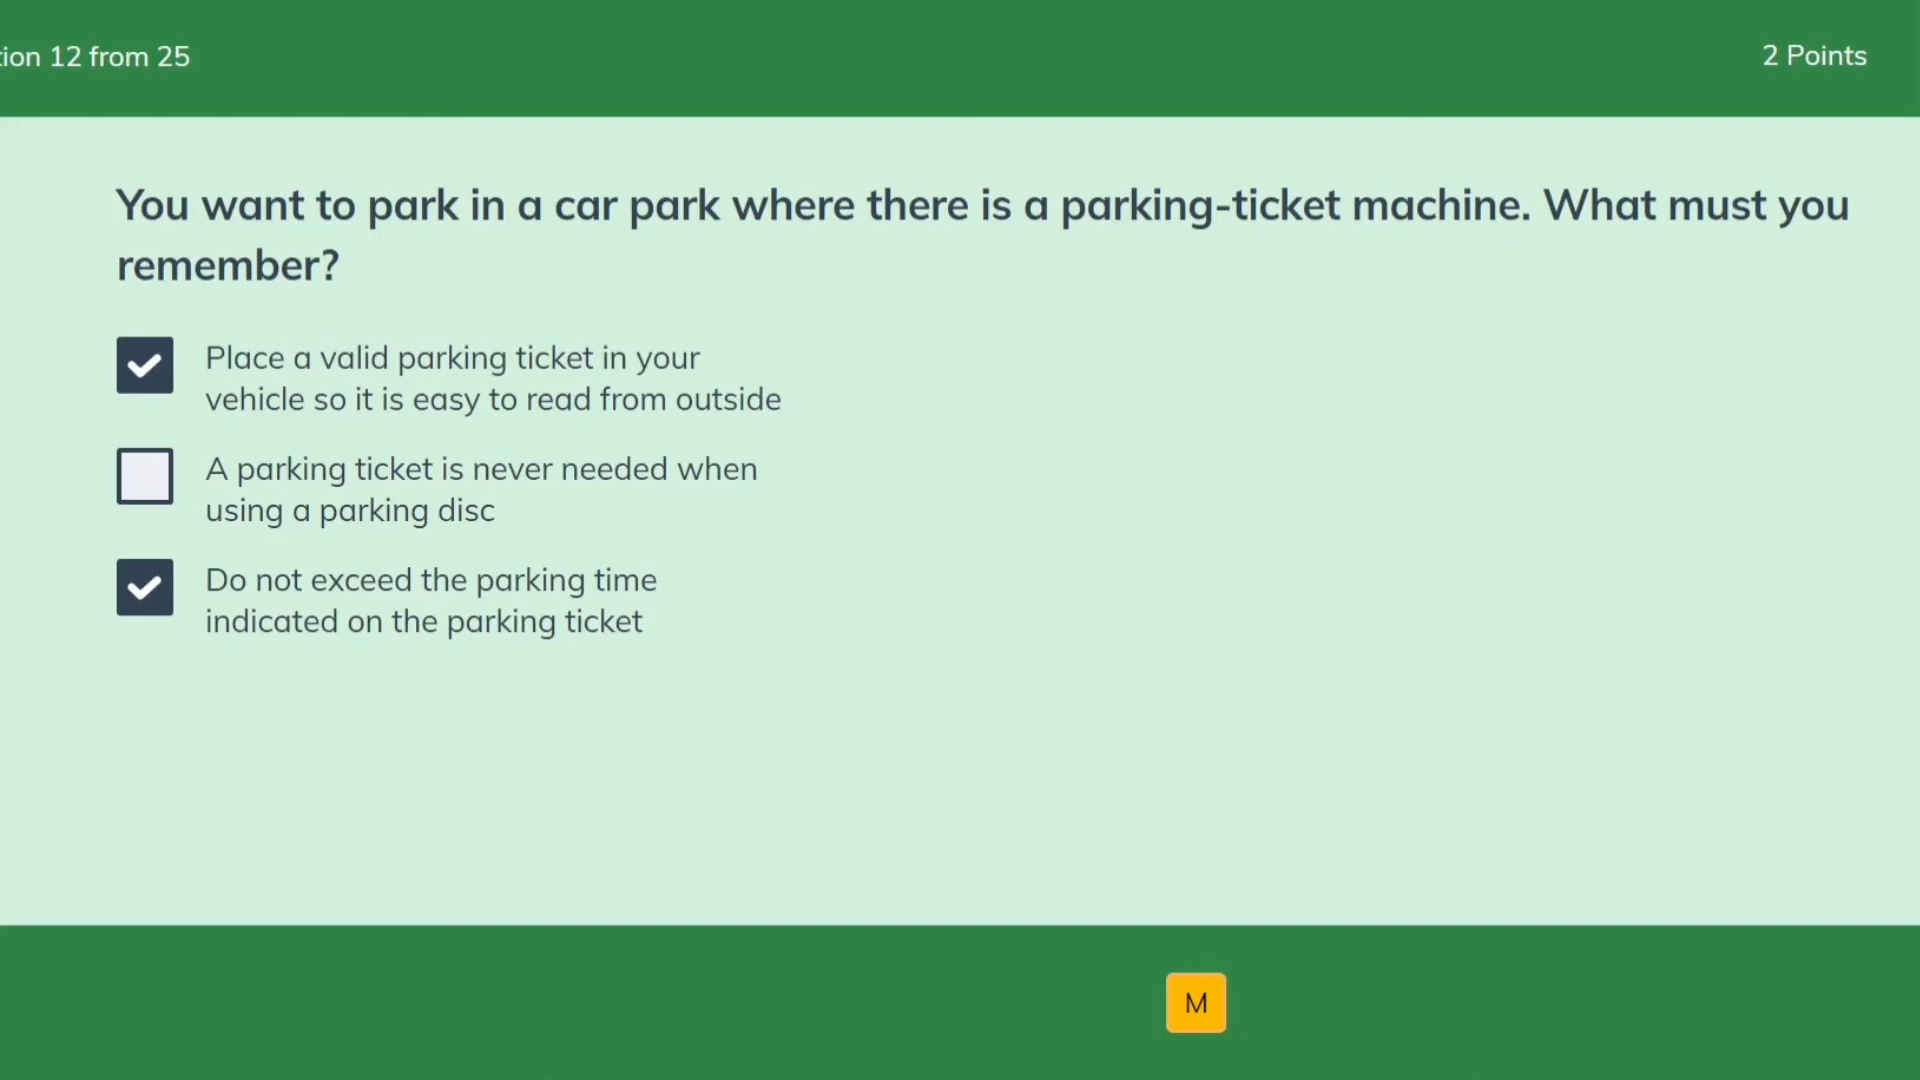 tion 12 from 25
2 Points
You want to park in a car park where there is a parking-ticket machine. What must you
remember?
Place a valid parking ticket in your
vehicle so it is easy to read from outside
A parking ticket is never needed when
using a parking disc
Do not exceed the parking time
indicated on the parking ticket
M